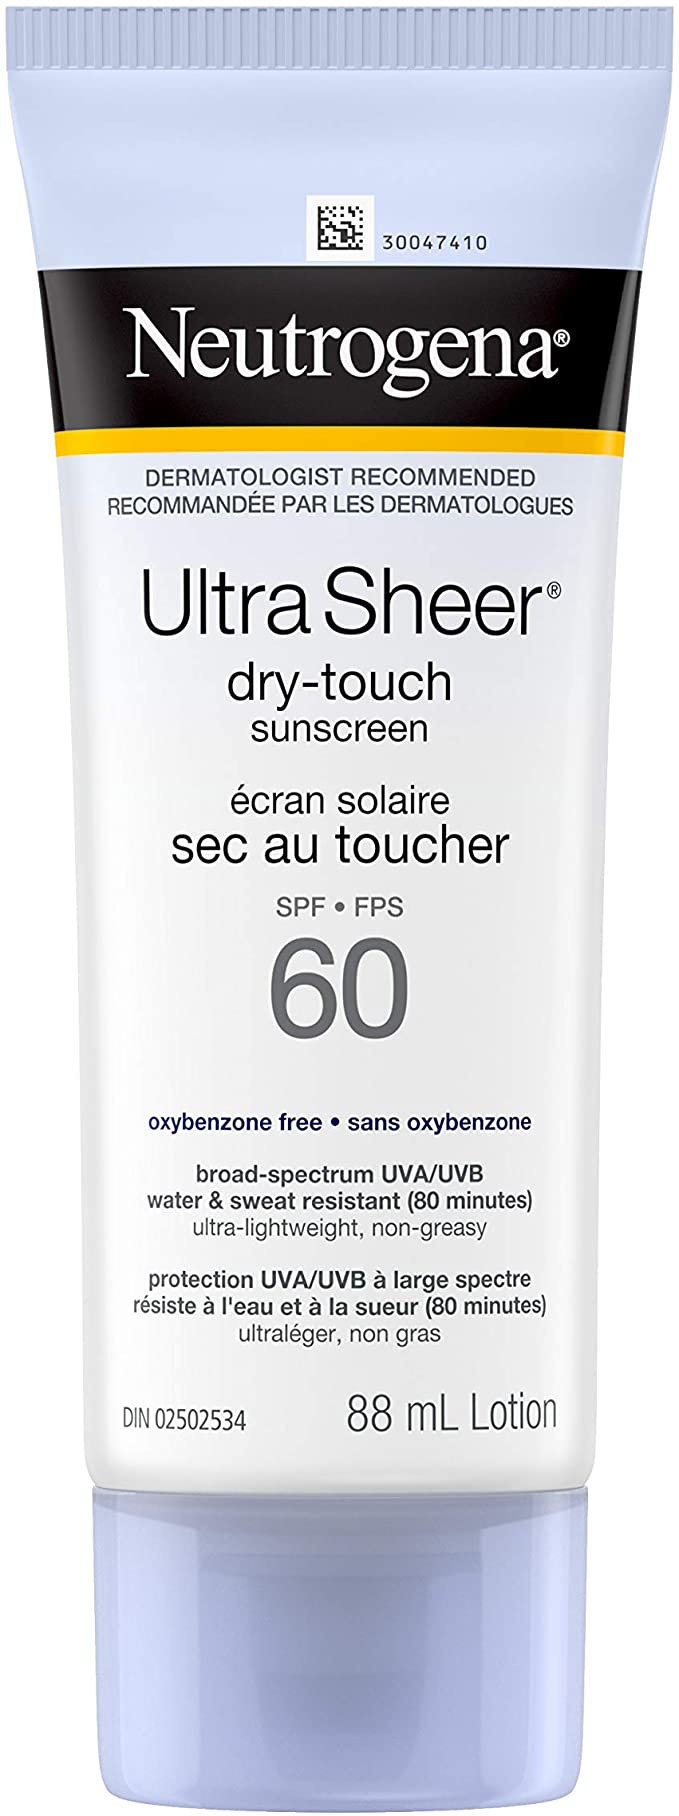 30047410
Neutrogena®
DERMATOLOGIST RECOMMENDED
RECOMMANDÉE PAR LES DERMATOLOGUES
Ultra Sheer®
dry-touch
sunscreen
écran solaire
sec au toucher
SPF • FPS
60
oxybenzone free • sans oxybenzone
broad-spectrum UVA/UVB
water & sweat resistant (80 minutes)
ultra-lightweight, non-greasy
protection UVA/UVB à large spectre
résiste à l'eau et à la sueur (80 minutes)
ultraléger, non gras
DIN 02502534 88 mL Lotion